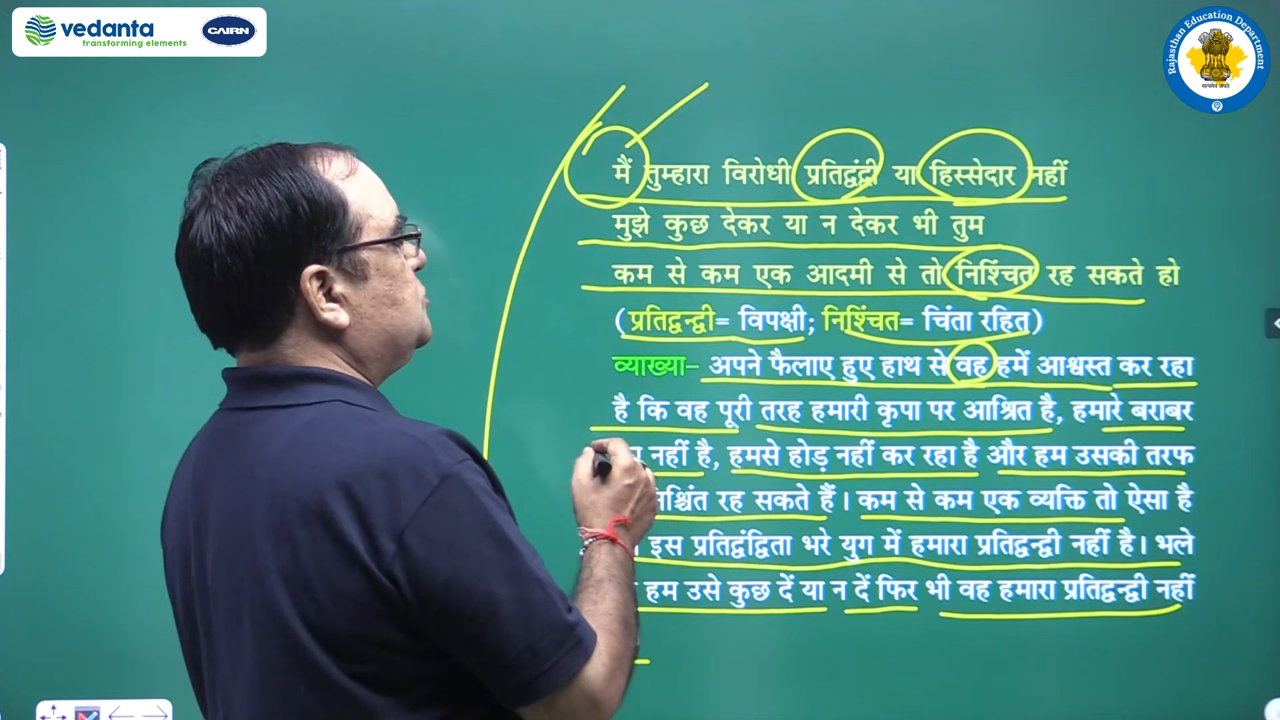 vedanta
transforming elements
CAIRN
Rajasthan Education Department
मैं तुम्हारा विरोधी प्रतिद्वंद्वी या हिस्सेदार नहीं
मुझे कुछ देकर या न देकर भी तुम
कम से कम एक आदमी से तो निश्चिंत रह सकते हो
(प्रतिद्वन्द्वी= विपक्षी; निश्चिंत= चिंता रहित)
व्याख्या– अपने फैलाए हुए हाथ से वह हमें आश्वस्त कर रहा
है कि वह पूरी तरह हमारी कृपा पर आश्रित है, हमारे बराबर
नहीं है, हमसे होड़ नहीं कर रहा है और हम उसकी तरफ
निश्चिंत रह सकते हैं। कम से कम एक व्यक्ति तो ऐसा है
इस प्रतिद्वंद्विता भरे युग में हमारा प्रतिद्वन्द्वी नहीं है। भले
हम उसे कुछ दें या न दें फिर भी वह हमारा प्रतिद्वन्द्वी नहीं